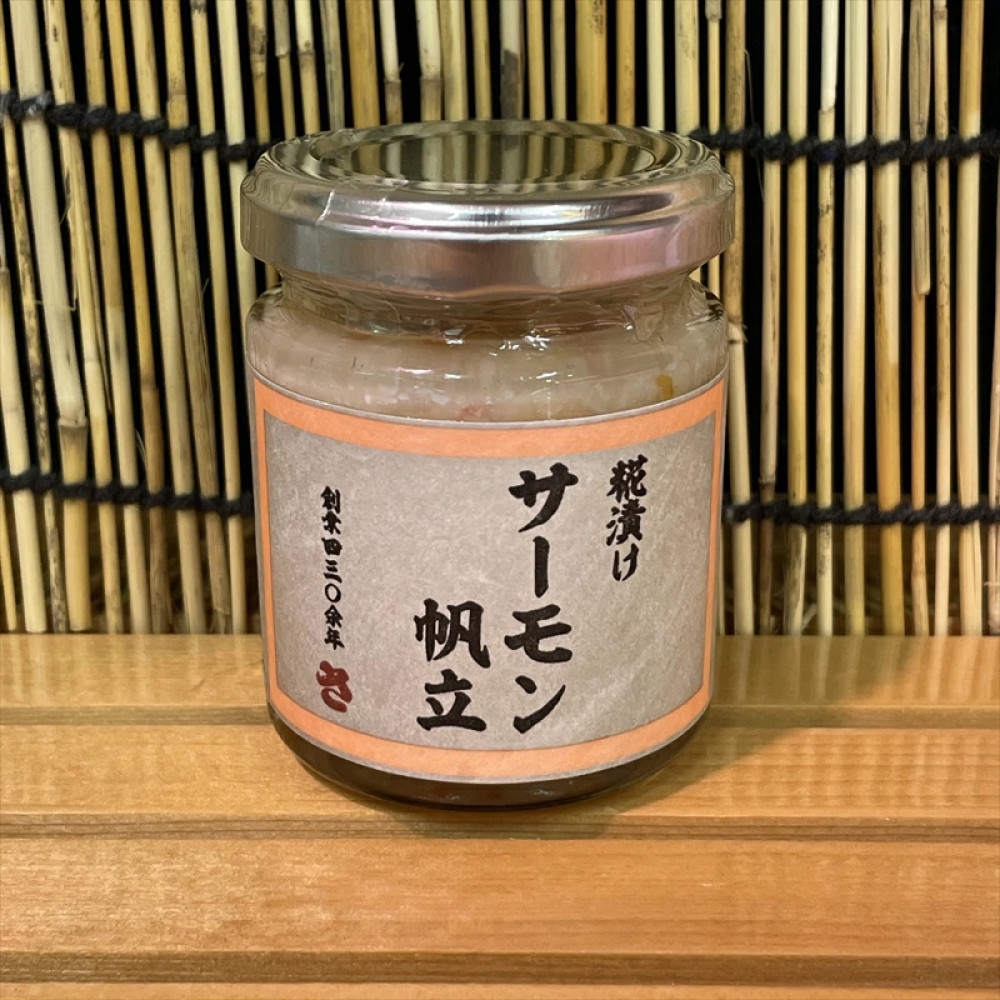 糀漬け
サーモン
帆立
創業四三〇余年
さ